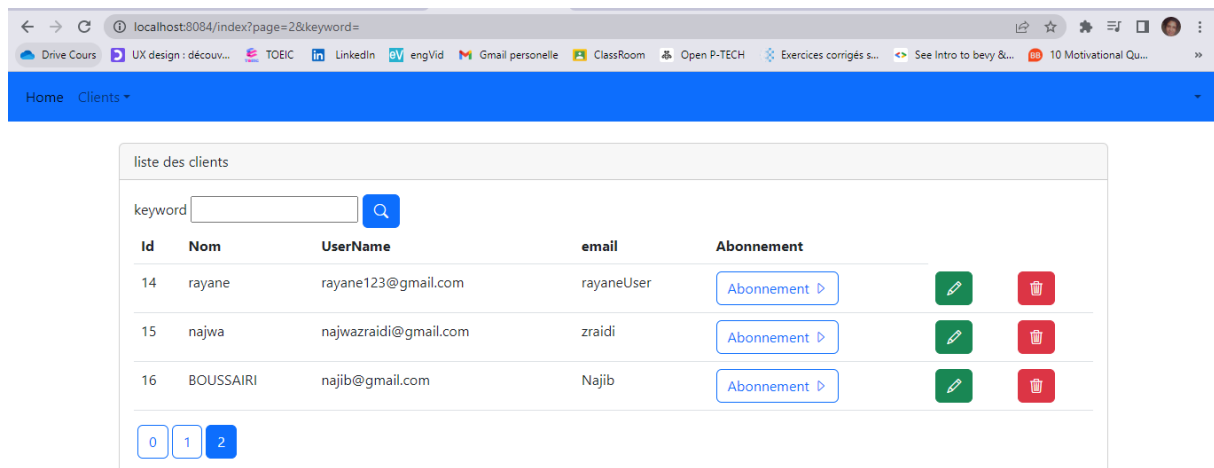 localhost:8084/index?page=2&keyword=
Drive Cours UX design : découv... TOEIC LinkedIn engVid Gmail personelle ClassRoom Open P-TECH Exercices corrigés s... See Intro to bevy &... 10 Motivational Qu... »
Home Clients
liste des clients
keyword
Id Nom UserName email Abonnement
14 rayane rayane123@gmail.com rayaneUser Abonnement
15 najwa najwazraidi@gmail.com zraidi Abonnement
16 BOUSSAIRI najib@gmail.com Najib Abonnement
0 1 2